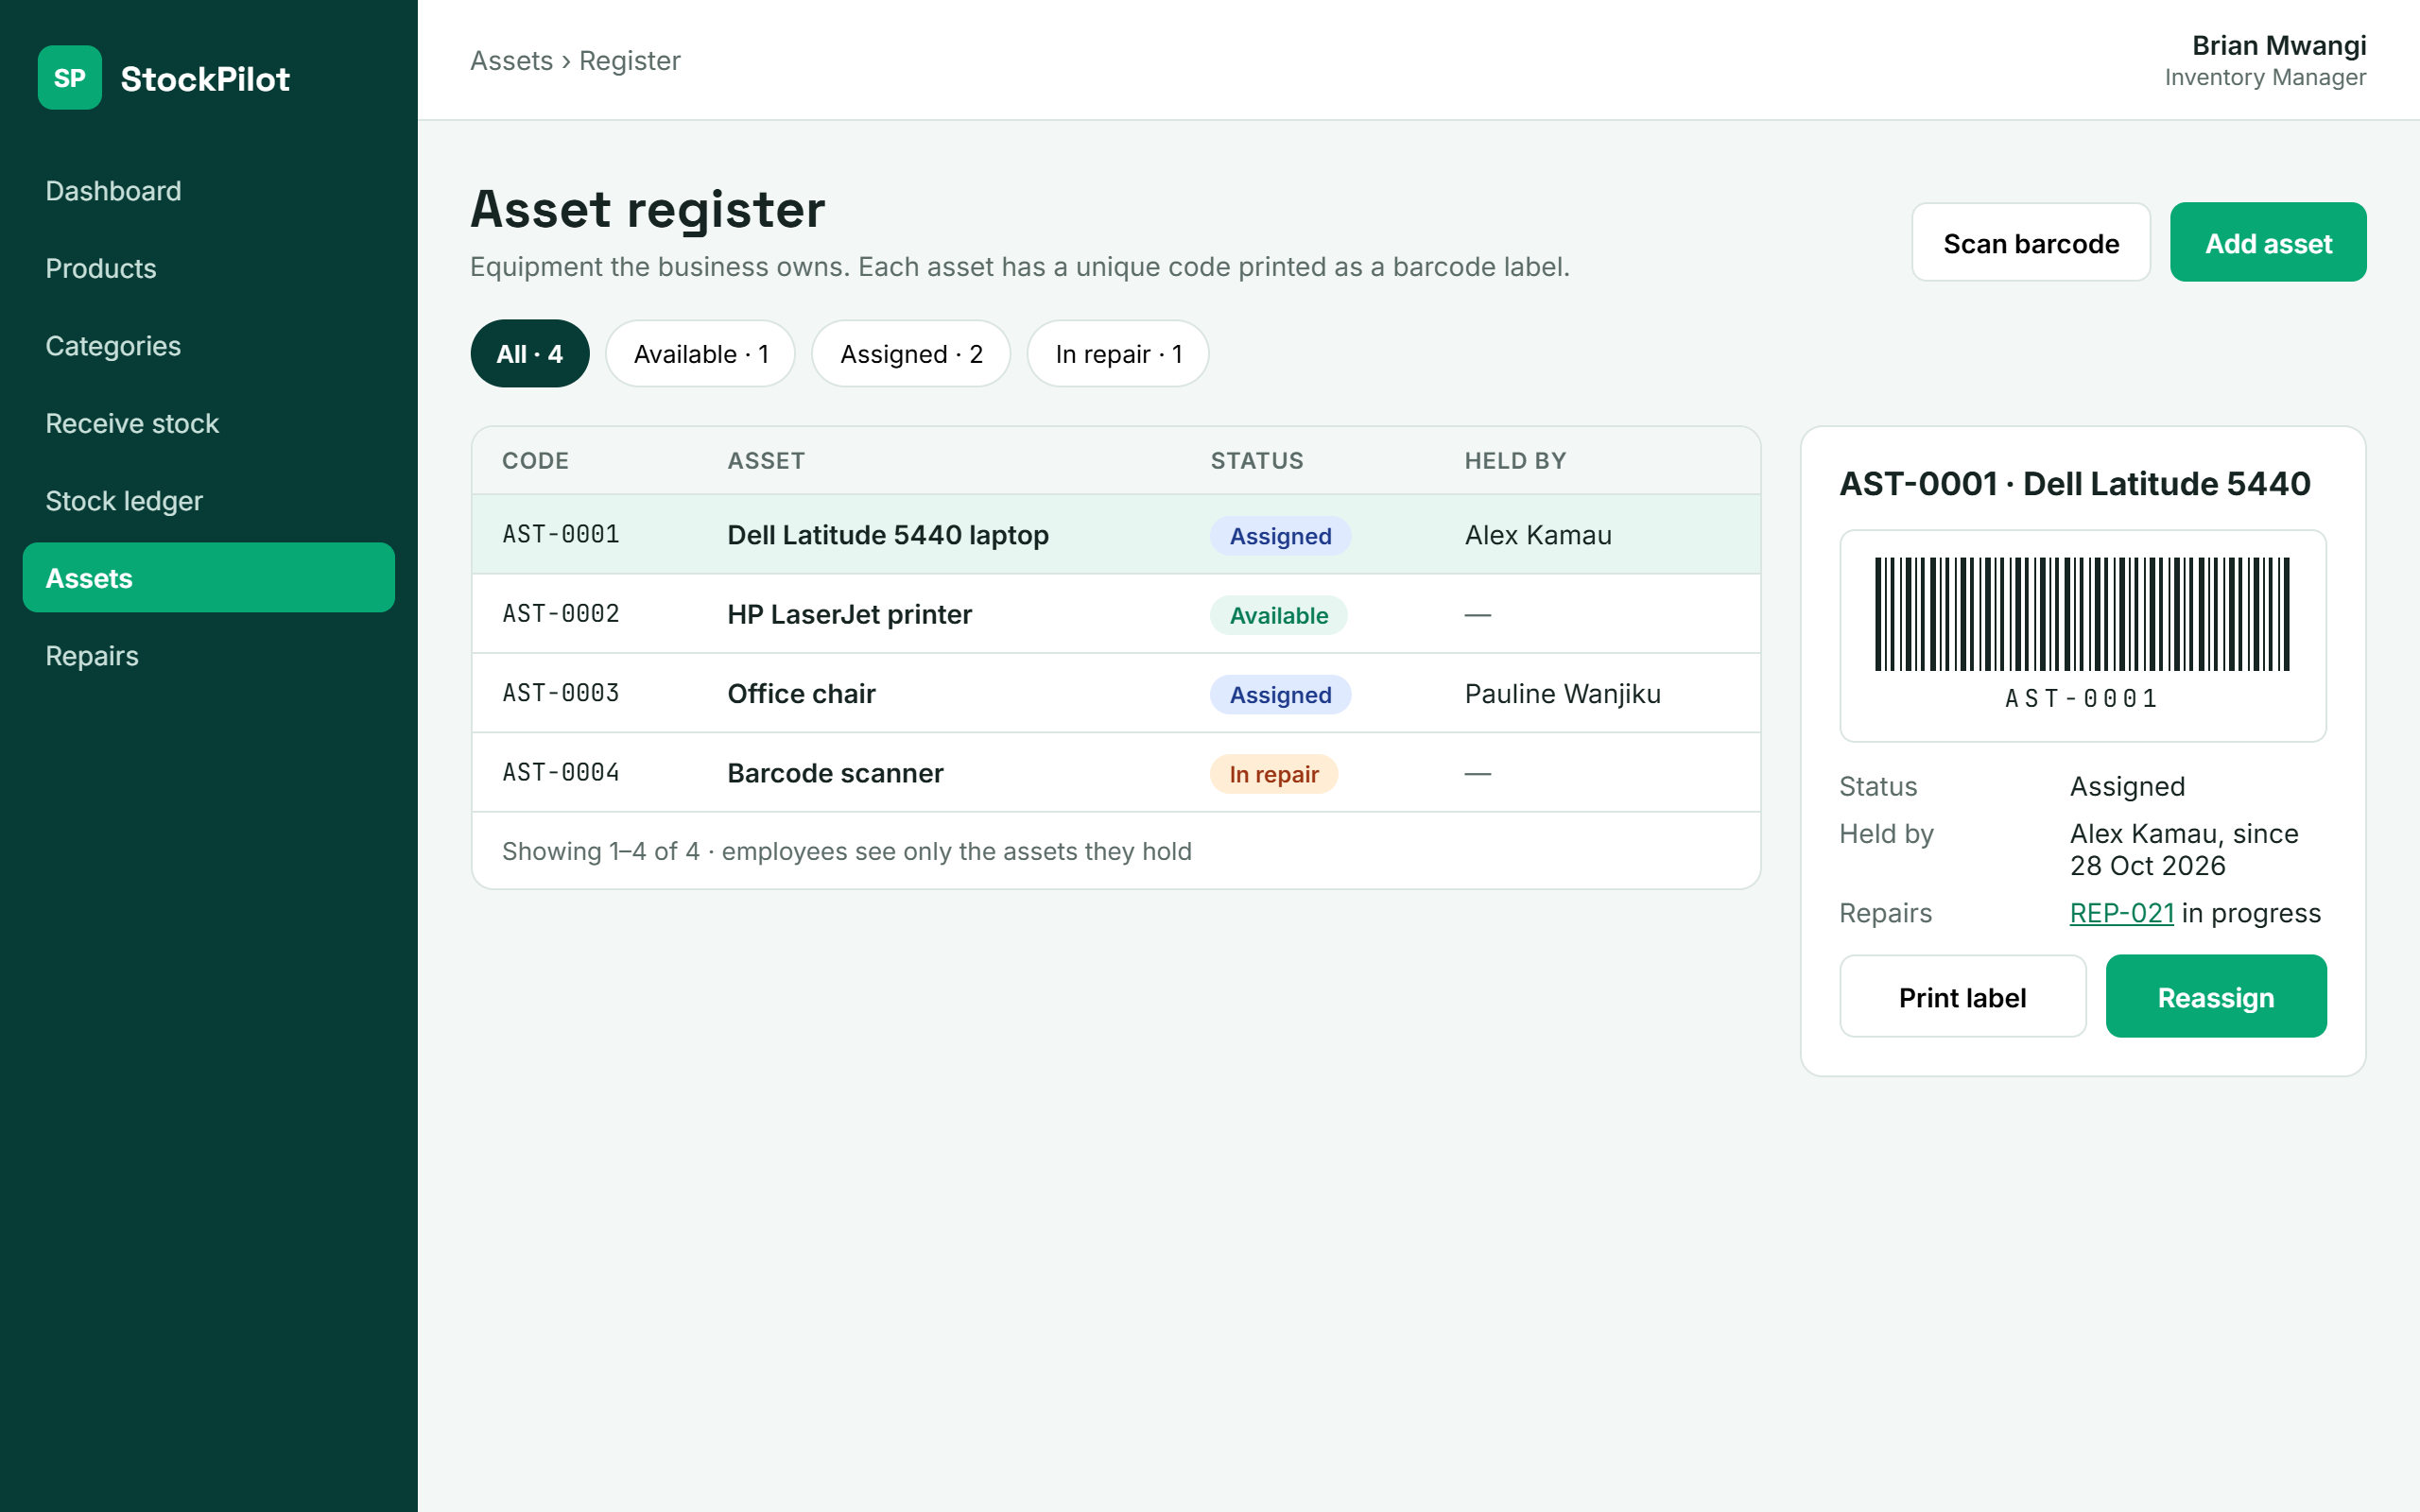 SP
StockPilot
Dashboard
Products
Categories
Receive stock
Stock ledger
Assets
Repairs
Assets › Register
Brian Mwangi
Inventory Manager
Asset register
Equipment the business owns. Each asset has a unique code printed as a barcode label.
Scan barcode
Add asset
All · 4
Available · 1
Assigned · 2
In repair · 1
CODE ASSET STATUS HELD BY
AST-0001 Dell Latitude 5440 laptop Assigned Alex Kamau
AST-0002 HP LaserJet printer Available —
AST-0003 Office chair Assigned Pauline Wanjiku
AST-0004 Barcode scanner In repair —
Showing 1–4 of 4 · employees see only the assets they hold
AST-0001 · Dell Latitude 5440
AST-0001
Status Assigned
Held by Alex Kamau, since
28 Oct 2026
Repairs REP-021 in progress
Print label
Reassign